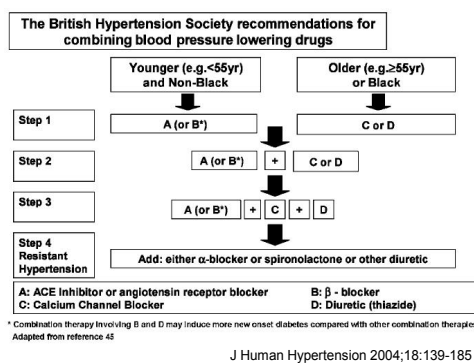 The British Hypertension Society recommendations for
combining blood pressure lowering drugs
Younger (e.g.<55yr)
and Non-Black
Older (e.g.≥55yr)
or Black
Step 1
A (or B*)
C or D
Step 2
A (or B*)
+
C or D
Step 3
A (or B*)
+
C
+
D
Step 4
Resistant
Hypertension
Add: either α-blocker or spironolactone or other diuretic
A: ACE Inhibitor or angiotensin receptor blocker
B: β - blocker
C: Calcium Channel Blocker
D: Diuretic (thiazide)
* Combination therapy involving B and D may induce more new onset diabetes compared with other combination therapies
Adapted from reference 45
J Human Hypertension 2004;18:139-185